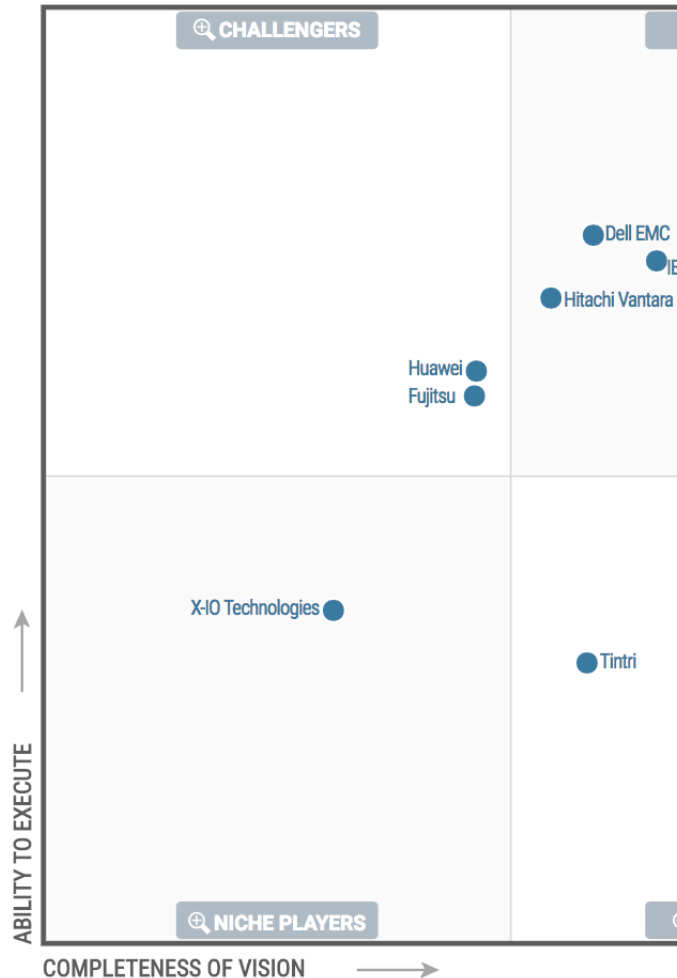 CHALLENGERS
Dell EMC
Hitachi Vantara
Huawei
Fujitsu
X-IO Technologies
Tintri
NICHE PLAYERS
ABILITY TO EXECUTE
COMPLETENESS OF VISION